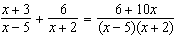 (x + 3)/(x − 5) + 6/(x + 2) = (6 + 10x)/((x − 5)(x + 2))